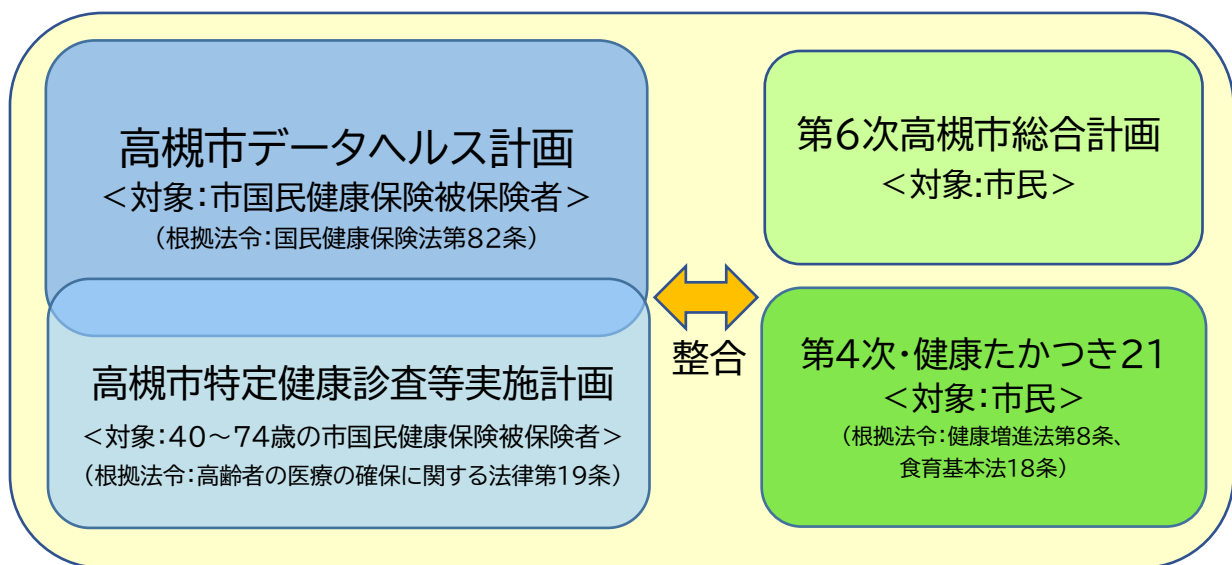 高槻市データヘルス計画
＜対象：市国民健康保険被保険者＞
（根拠法令：国民健康保険法第82条）
高槻市特定健康診査等実施計画
＜対象：40～74歳の市国民健康保険被保険者＞
（根拠法令：高齢者の医療の確保に関する法律第19条）
整合
第6次高槻市総合計画
＜対象：市民＞
第4次・健康たかつき21
＜対象：市民＞
（根拠法令：健康増進法第8条、
食育基本法18条）